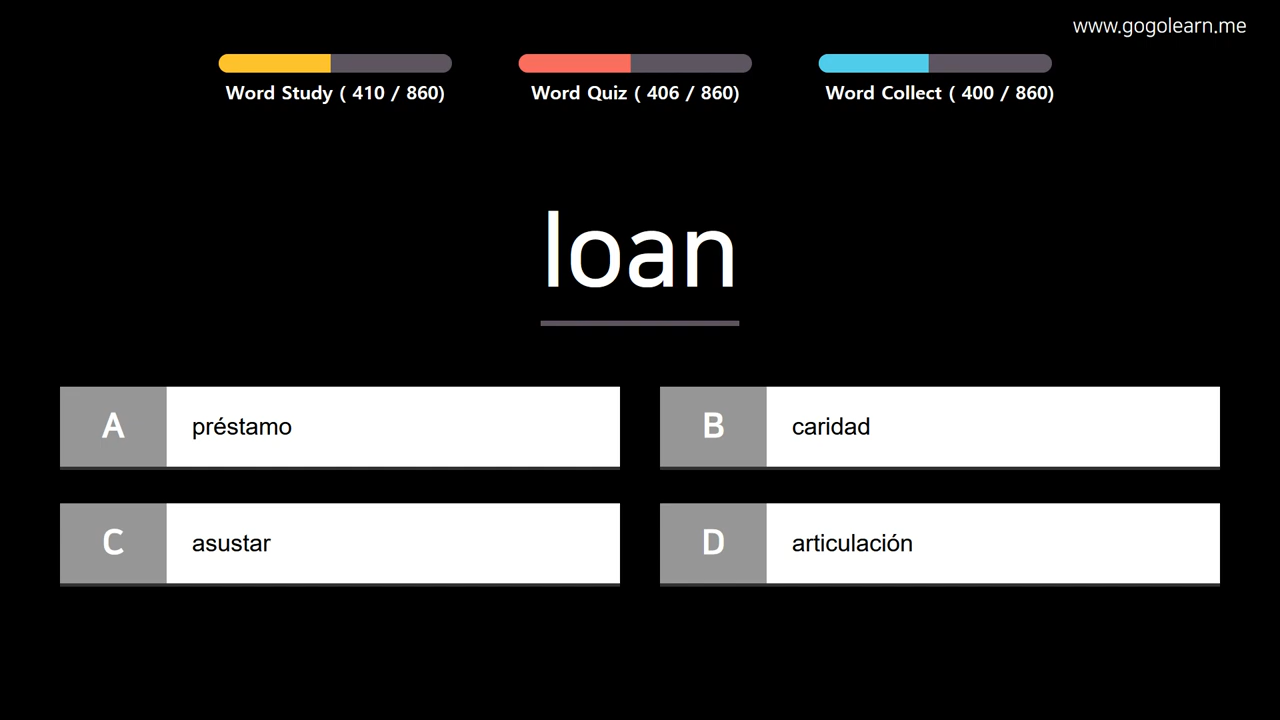 www.gogolearn.me
Word Study ( 410 / 860)
Word Quiz ( 406 / 860)
Word Collect ( 400 / 860)
loan
A préstamo
B caridad
C asustar
D articulación